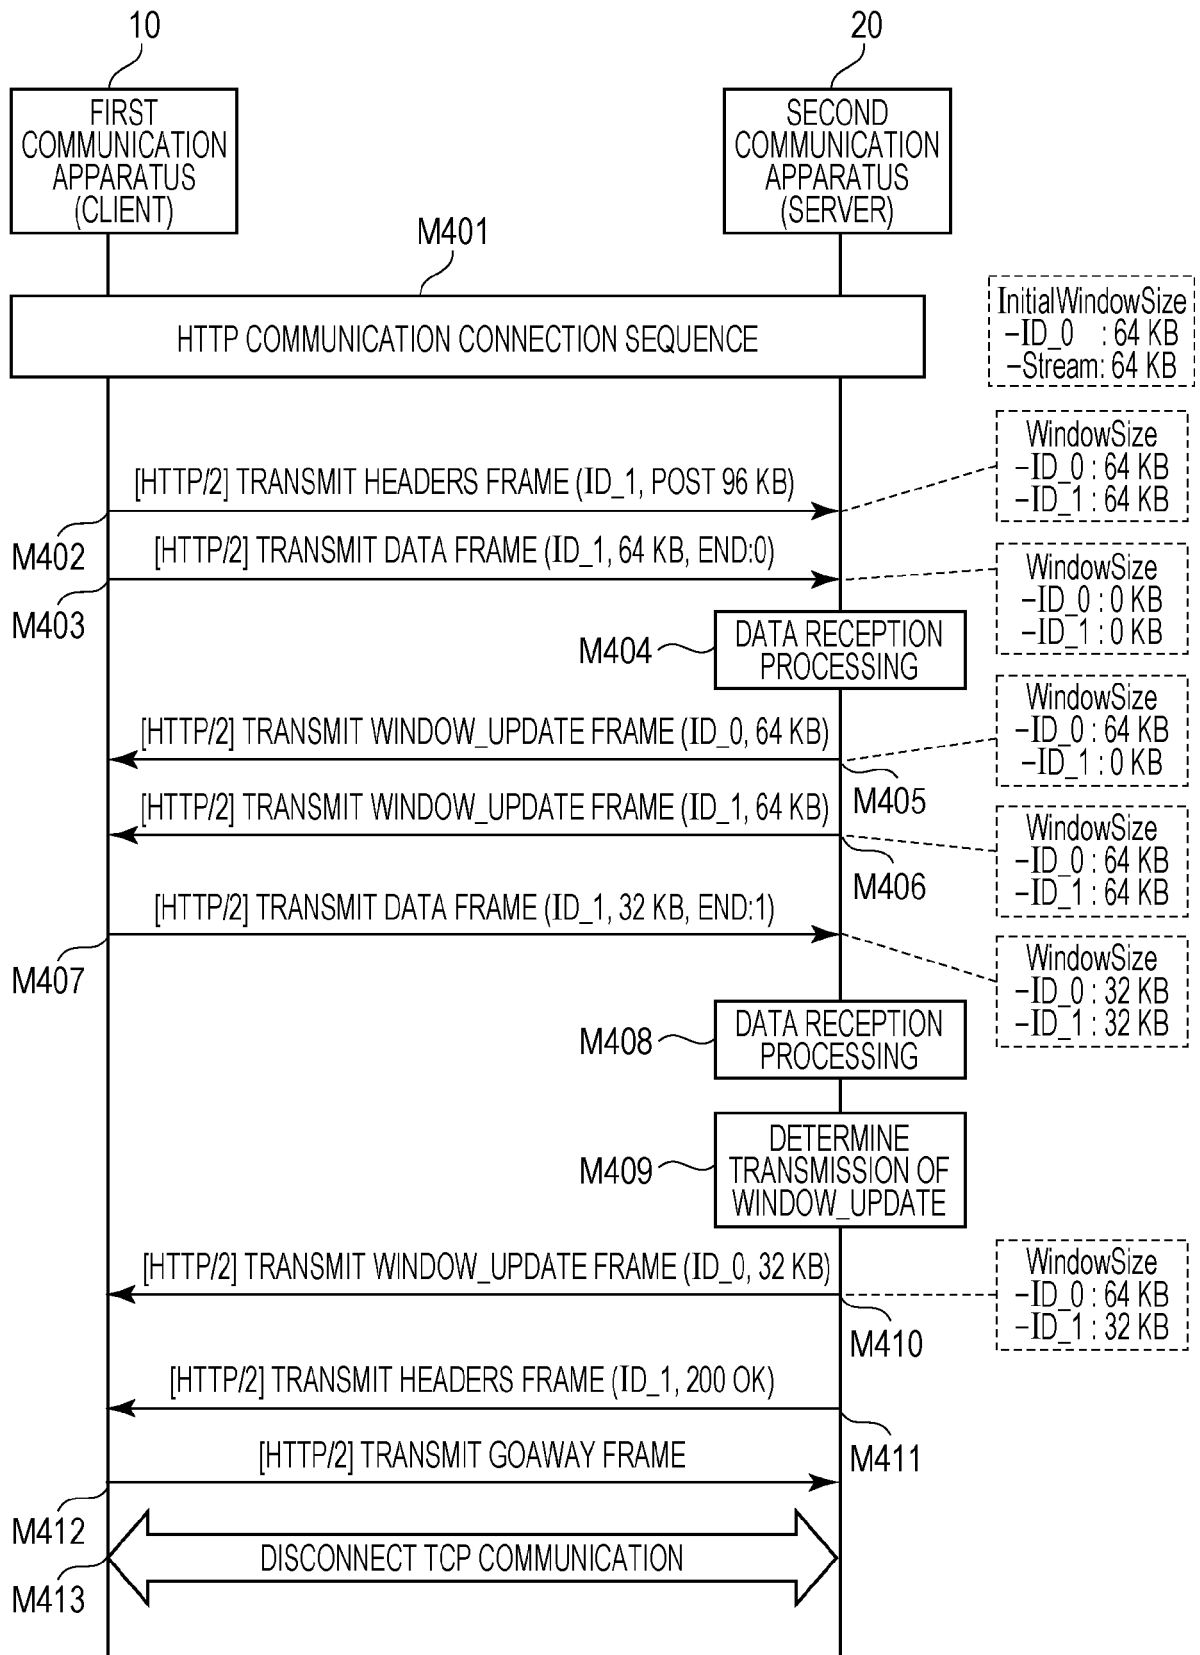 10
20
FIRST
COMMUNICATION
APPARATUS
(CLIENT)
SECOND
COMMUNICATION
APPARATUS
(SERVER)
M401
HTTP COMMUNICATION CONNECTION SEQUENCE
InitialWindowSize
–ID_0 : 64 KB
–Stream: 64 KB
[HTTP/2] TRANSMIT HEADERS FRAME (ID_1, POST 96 KB)
M402
WindowSize
–ID_0 : 64 KB
–ID_1 : 64 KB
[HTTP/2] TRANSMIT DATA FRAME (ID_1, 64 KB, END:0)
M403
WindowSize
–ID_0 : 0 KB
–ID_1 : 0 KB
M404
DATA RECEPTION
PROCESSING
[HTTP/2] TRANSMIT WINDOW_UPDATE FRAME (ID_0, 64 KB)
M405
WindowSize
–ID_0 : 64 KB
–ID_1 : 0 KB
[HTTP/2] TRANSMIT WINDOW_UPDATE FRAME (ID_1, 64 KB)
M406
WindowSize
–ID_0 : 64 KB
–ID_1 : 64 KB
[HTTP/2] TRANSMIT DATA FRAME (ID_1, 32 KB, END:1)
M407
WindowSize
–ID_0 : 32 KB
–ID_1 : 32 KB
M408
DATA RECEPTION
PROCESSING
M409
DETERMINE
TRANSMISSION OF
WINDOW_UPDATE
[HTTP/2] TRANSMIT WINDOW_UPDATE FRAME (ID_0, 32 KB)
M410
WindowSize
–ID_0 : 64 KB
–ID_1 : 32 KB
[HTTP/2] TRANSMIT HEADERS FRAME (ID_1, 200 OK)
M411
[HTTP/2] TRANSMIT GOAWAY FRAME
M412
DISCONNECT TCP COMMUNICATION
M413